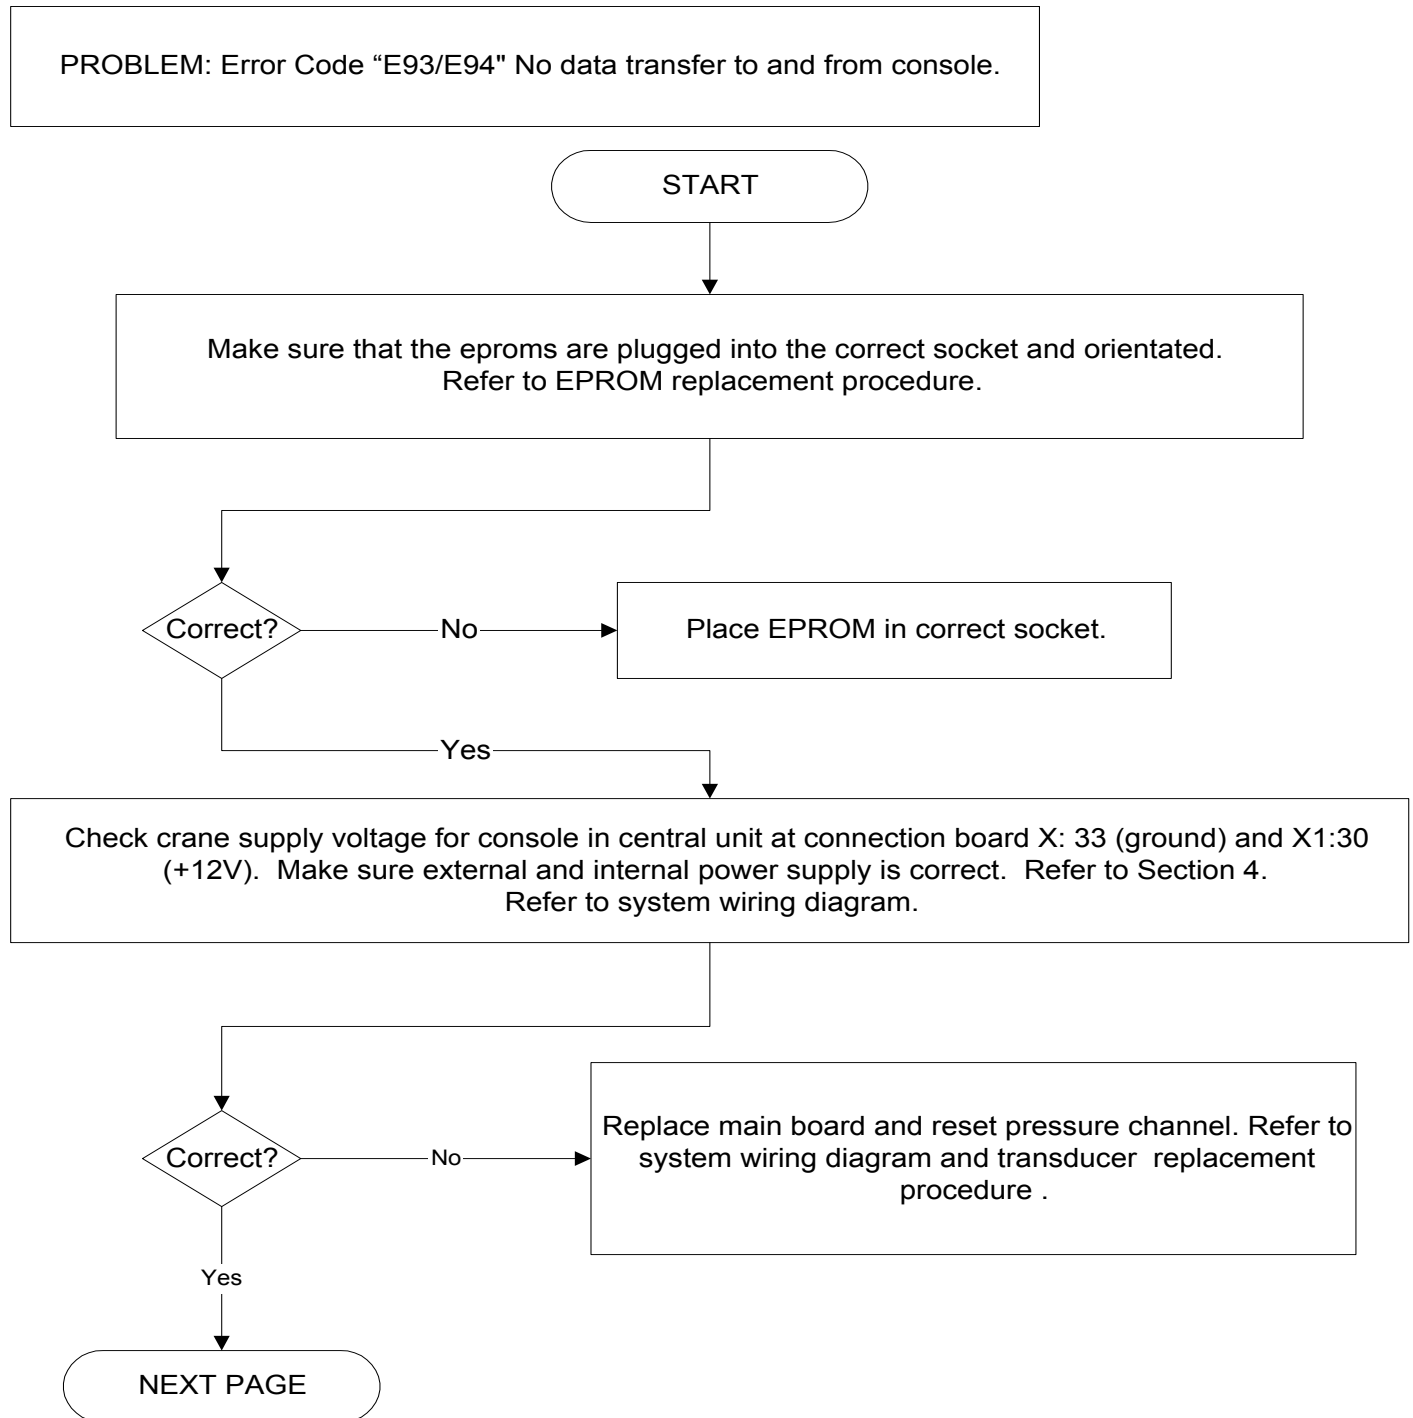 PROBLEM: Error Code “E93/E94" No data transfer to and from console.
START
Make sure that the eproms are plugged into the correct socket and orientated.
Refer to EPROM replacement procedure.
Correct?
No
Place EPROM in correct socket.
Yes
Check crane supply voltage for console in central unit at connection board X: 33 (ground) and X1:30
(+12V).  Make sure external and internal power supply is correct.  Refer to Section 4.
Refer to system wiring diagram.
Correct?
No
Replace main board and reset pressure channel. Refer to
system wiring diagram and transducer  replacement
procedure .
Yes
NEXT PAGE